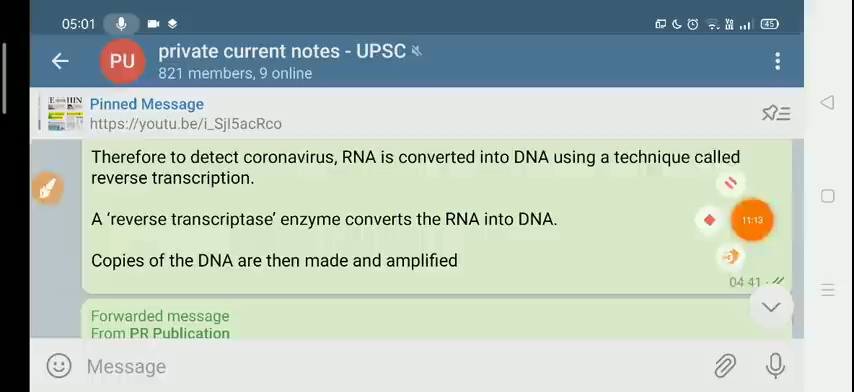 05:01
45
PU
private current notes - UPSC
821 members, 9 online
Pinned Message
https://youtu.be/i_SjI5acRco
Therefore to detect coronavirus, RNA is converted into DNA using a technique called
reverse transcription.
A ‘reverse transcriptase’ enzyme converts the RNA into DNA.
11:13
Copies of the DNA are then made and amplified
04:41
Forwarded message
From PR Publication
Message